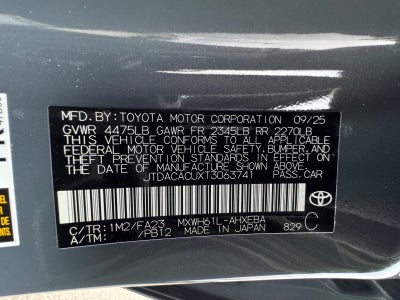 MFD. BY: TOYOTA MOTOR CORPORATION 09/25
GVWR 4475LB GAWR FR 2345LB RR 2270LB
THIS VEHICLE CONFORMS TO ALL APPLICABLE
FEDERAL MOTOR VEHICLE SAFETY, BUMPER,
AND THEFT PREVENTION STANDARDS IN EFFECT ON
THE DATE OF MANUFACTURE SHOWN ABOVE.
JTDACACUXT3063741 PASS.CAR
C/TR: 1M2/FA23 MXWH61L-AHXEBA
A/TM: /PB12 MADE IN JAPAN 829 C
TOYOTA